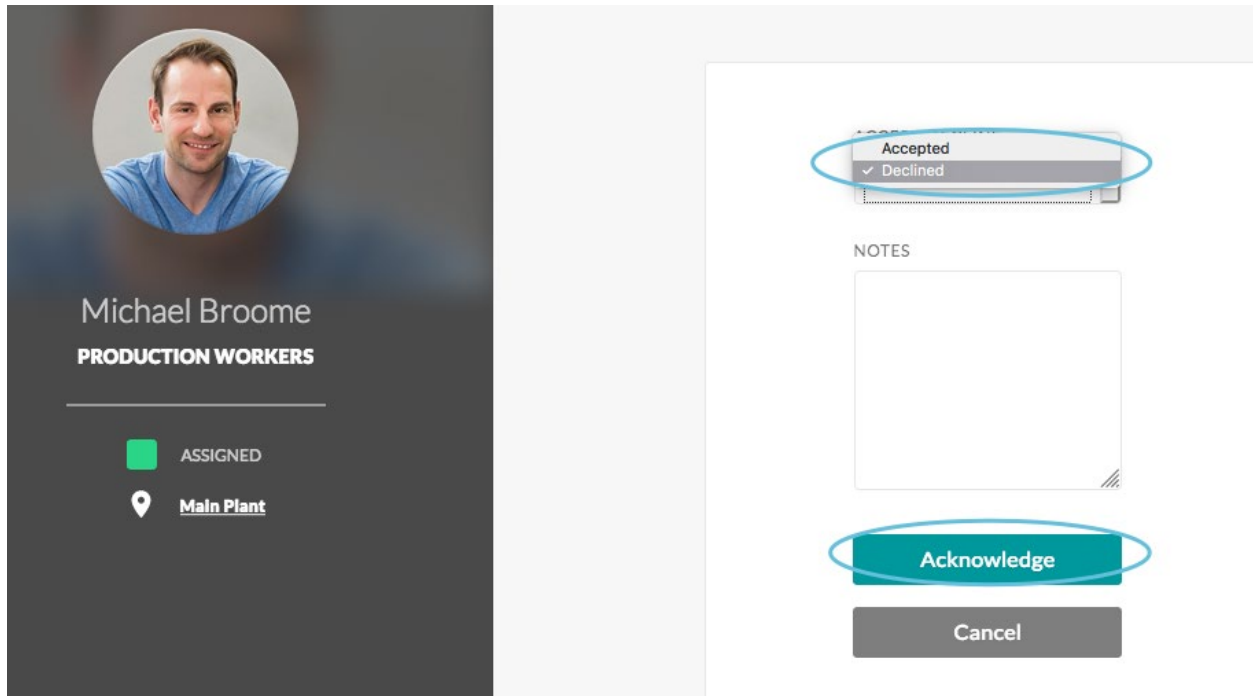 Michael Broome
PRODUCTION WORKERS
ASSIGNED
Main Plant
Accepted
✓ Declined
NOTES
Acknowledge
Cancel